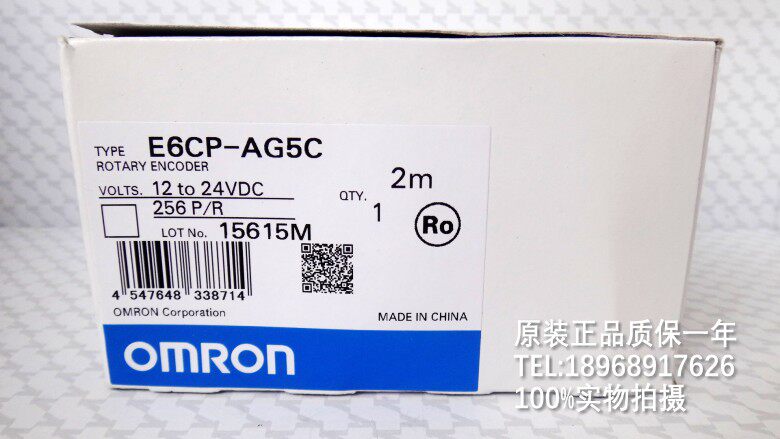 TYPE E6CP-AG5C
ROTARY ENCODER
VOLTS. 12 to 24VDC
QTY. 2m
256 P/R 1
Ro
LOT No. 15615M
4 547648 338714
OMRON Corporation
MADE IN CHINA
OMRON
原装正品质保一年
TEL:18968917626
100%实物拍摄